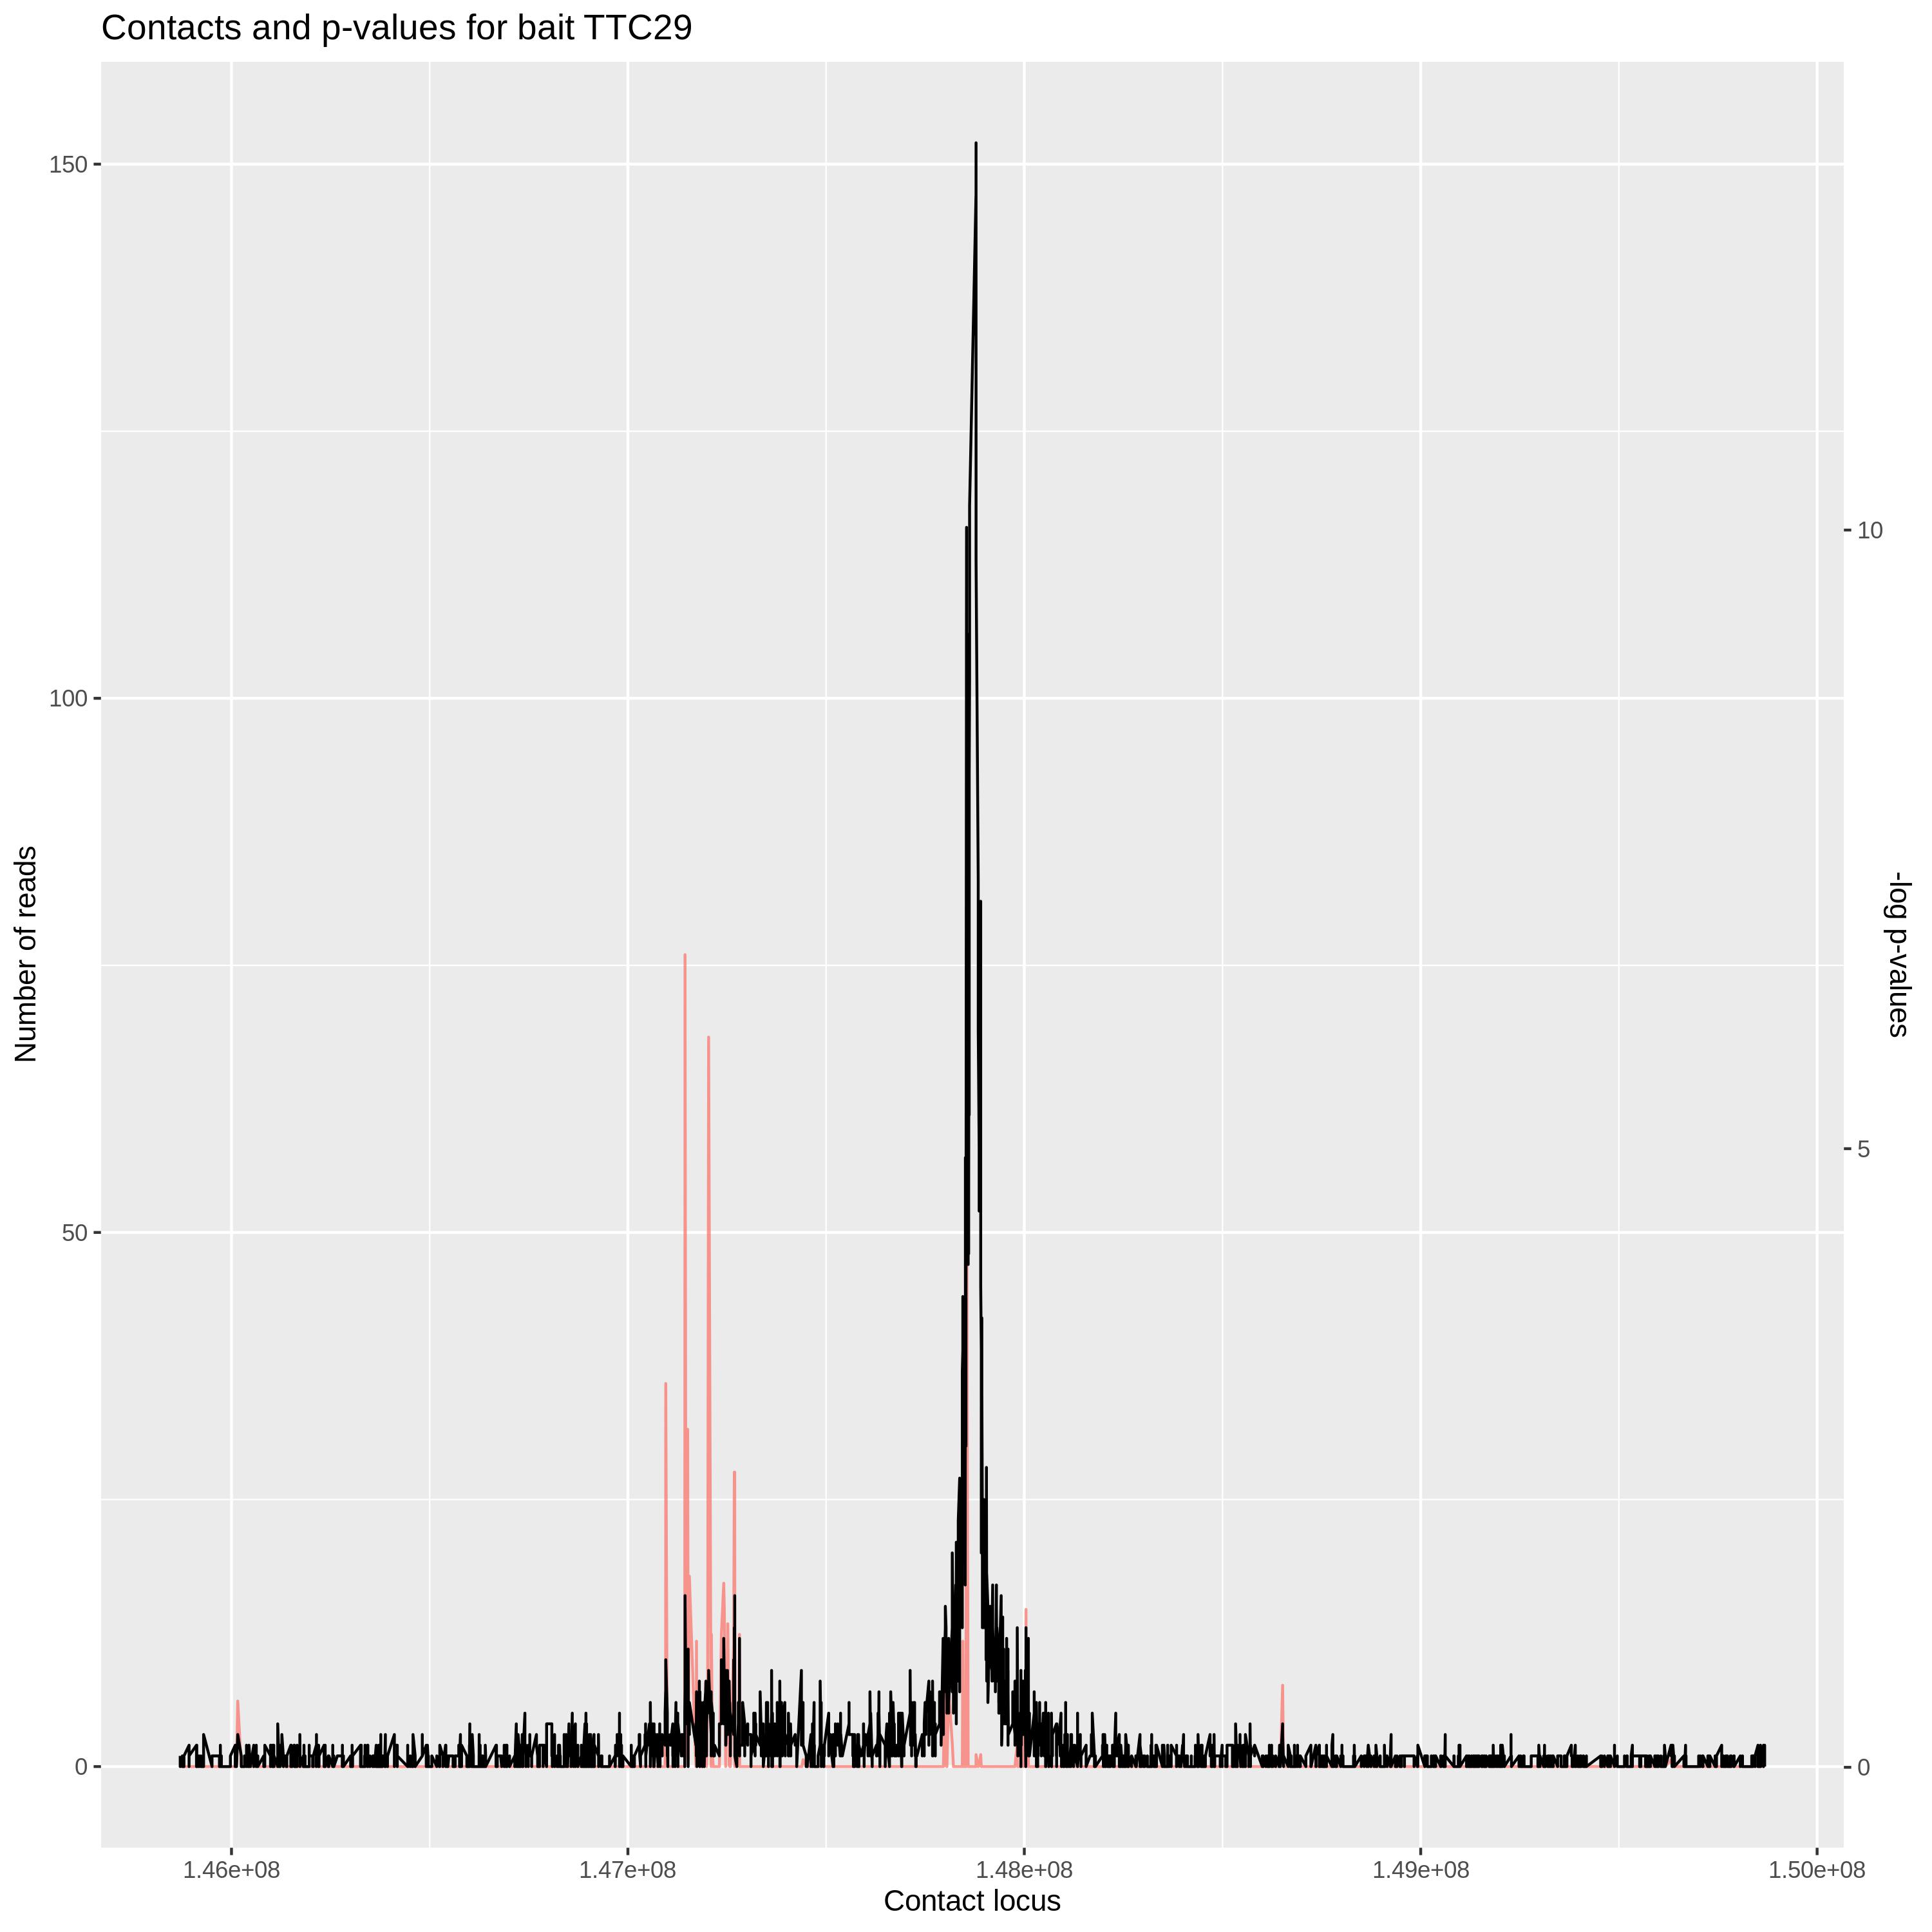 Contacts and p-values for bait TTC29
150
100
50
0
Number of reads
10
5
0
-log p-values
1.46e+08
1.47e+08
1.48e+08
1.49e+08
1.50e+08
Contact locus